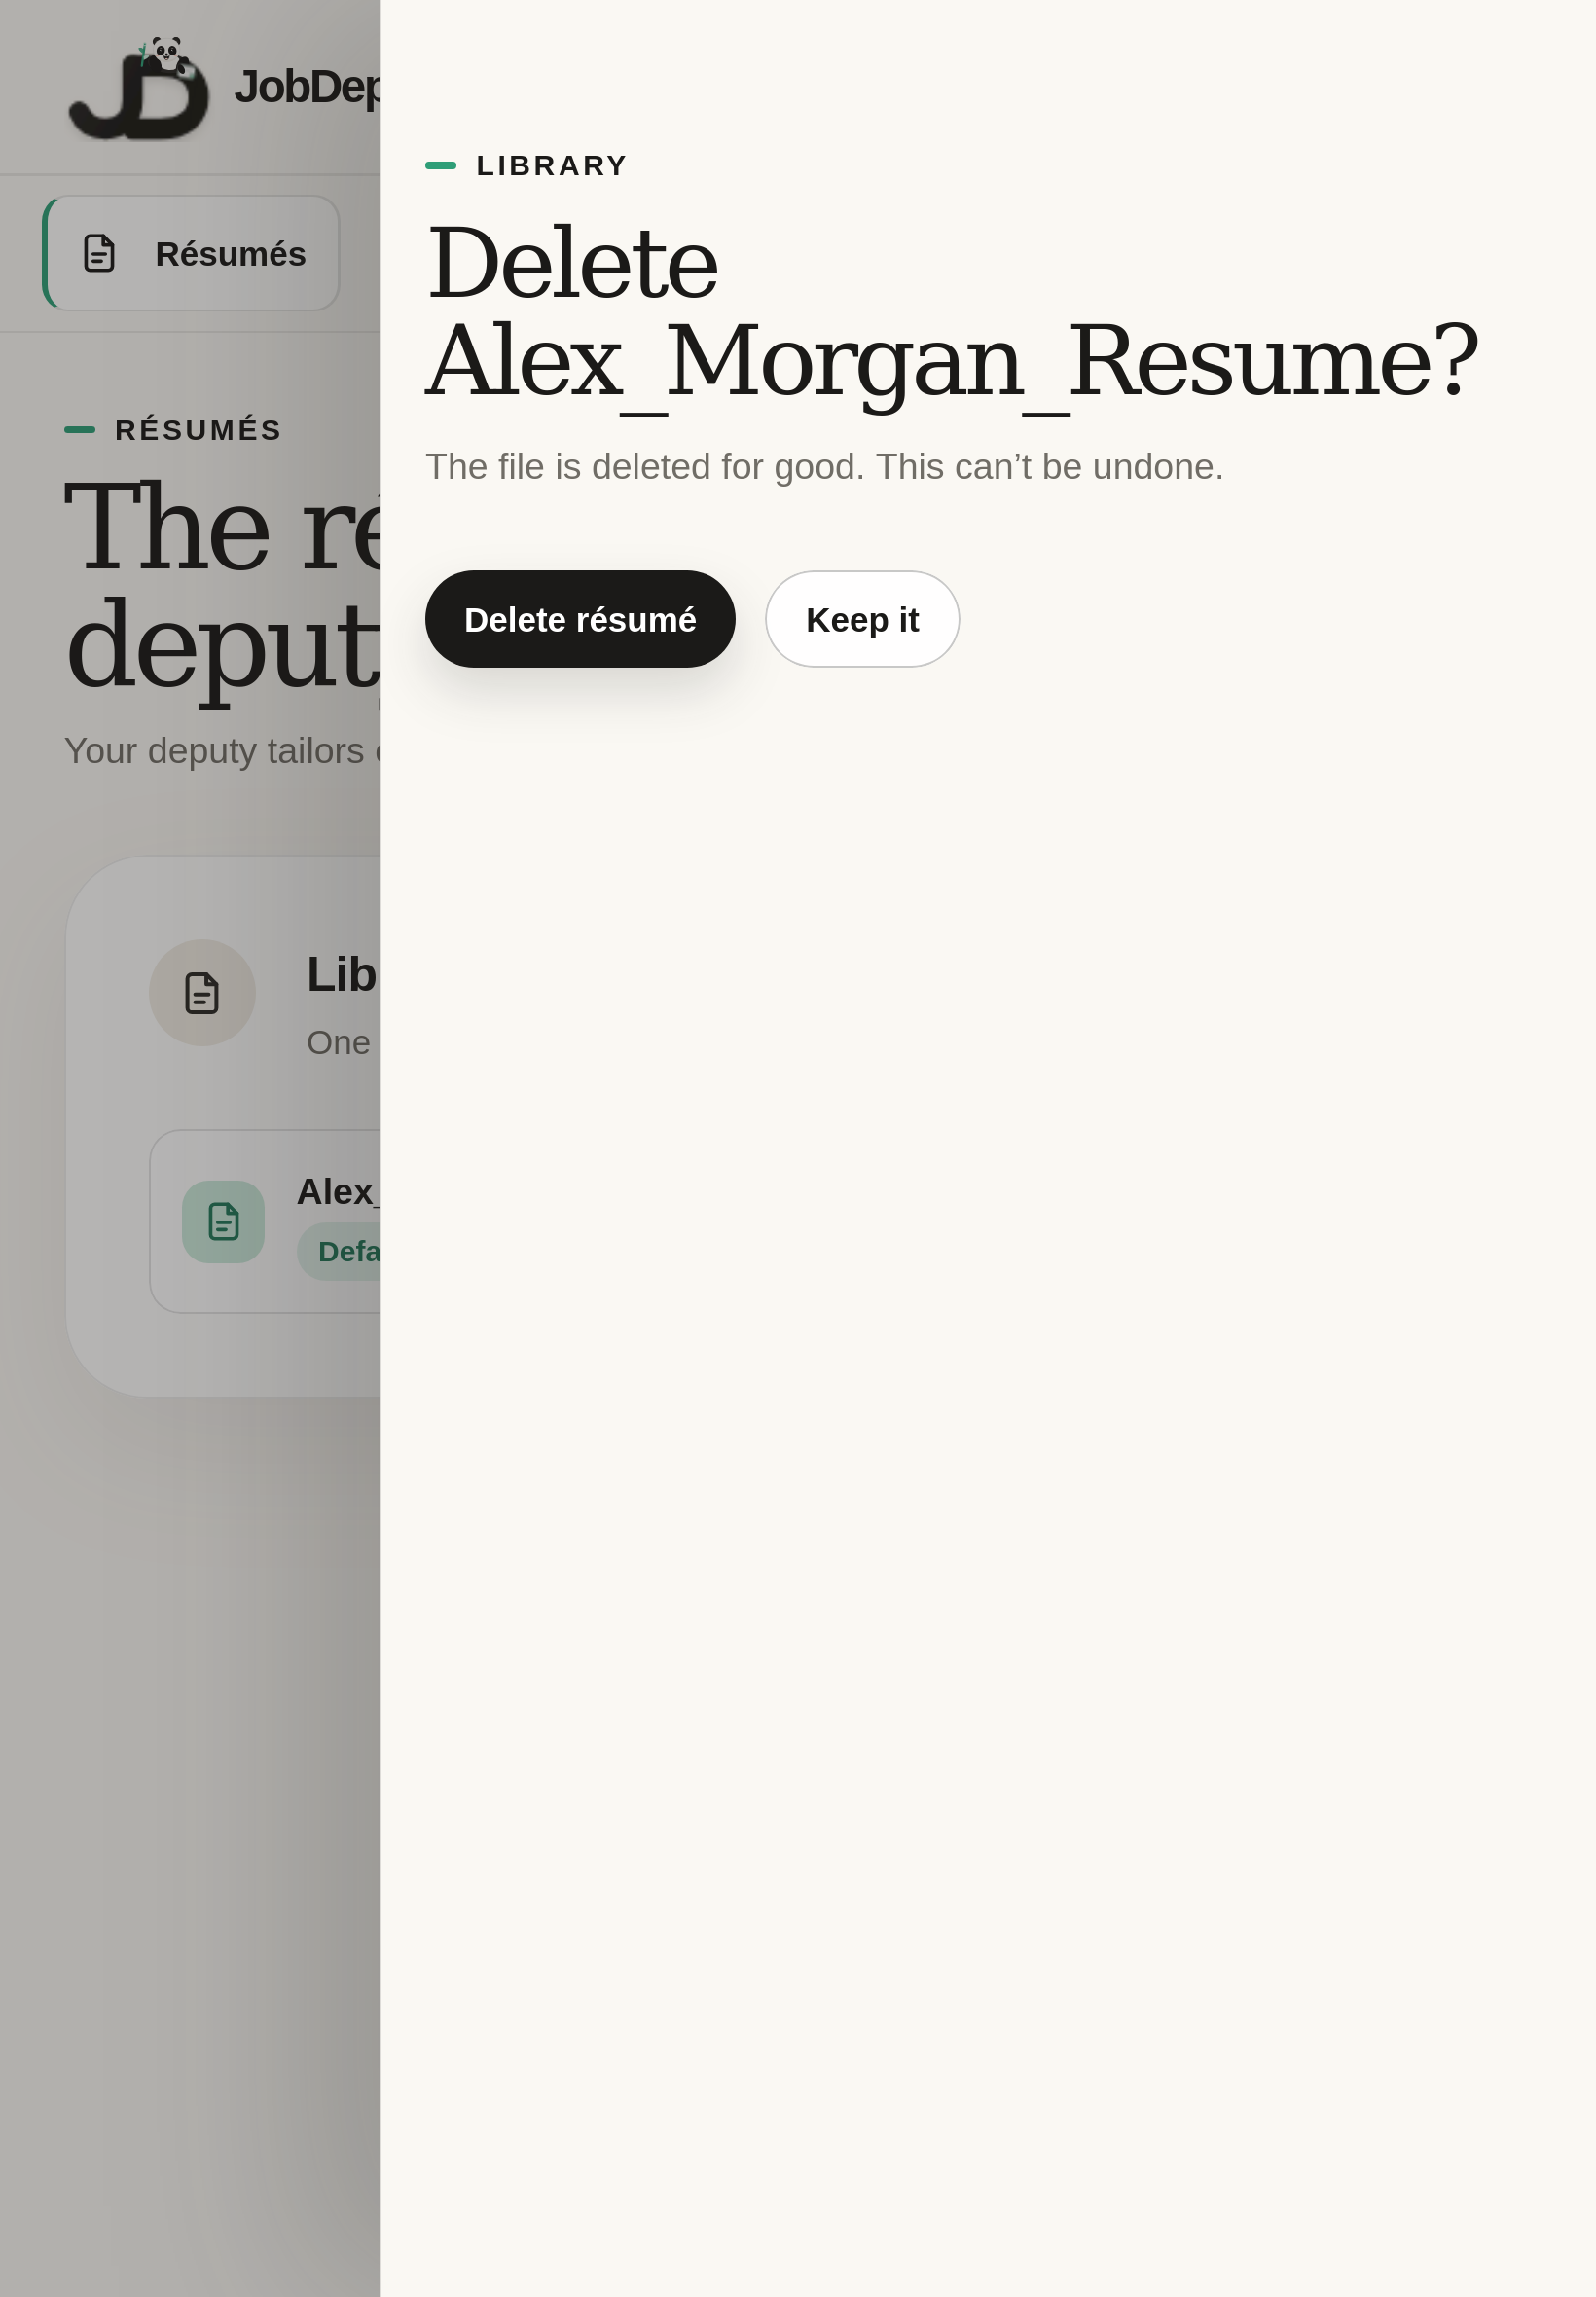 JobDep
Résumés
RÉSUMÉS
The ré
deputy
Your deputy tailors
Lib
One
Alex_
Defa
LIBRARY
Delete
Alex_Morgan_Resume?
The file is deleted for good. This can’t be undone.
Delete résumé
Keep it